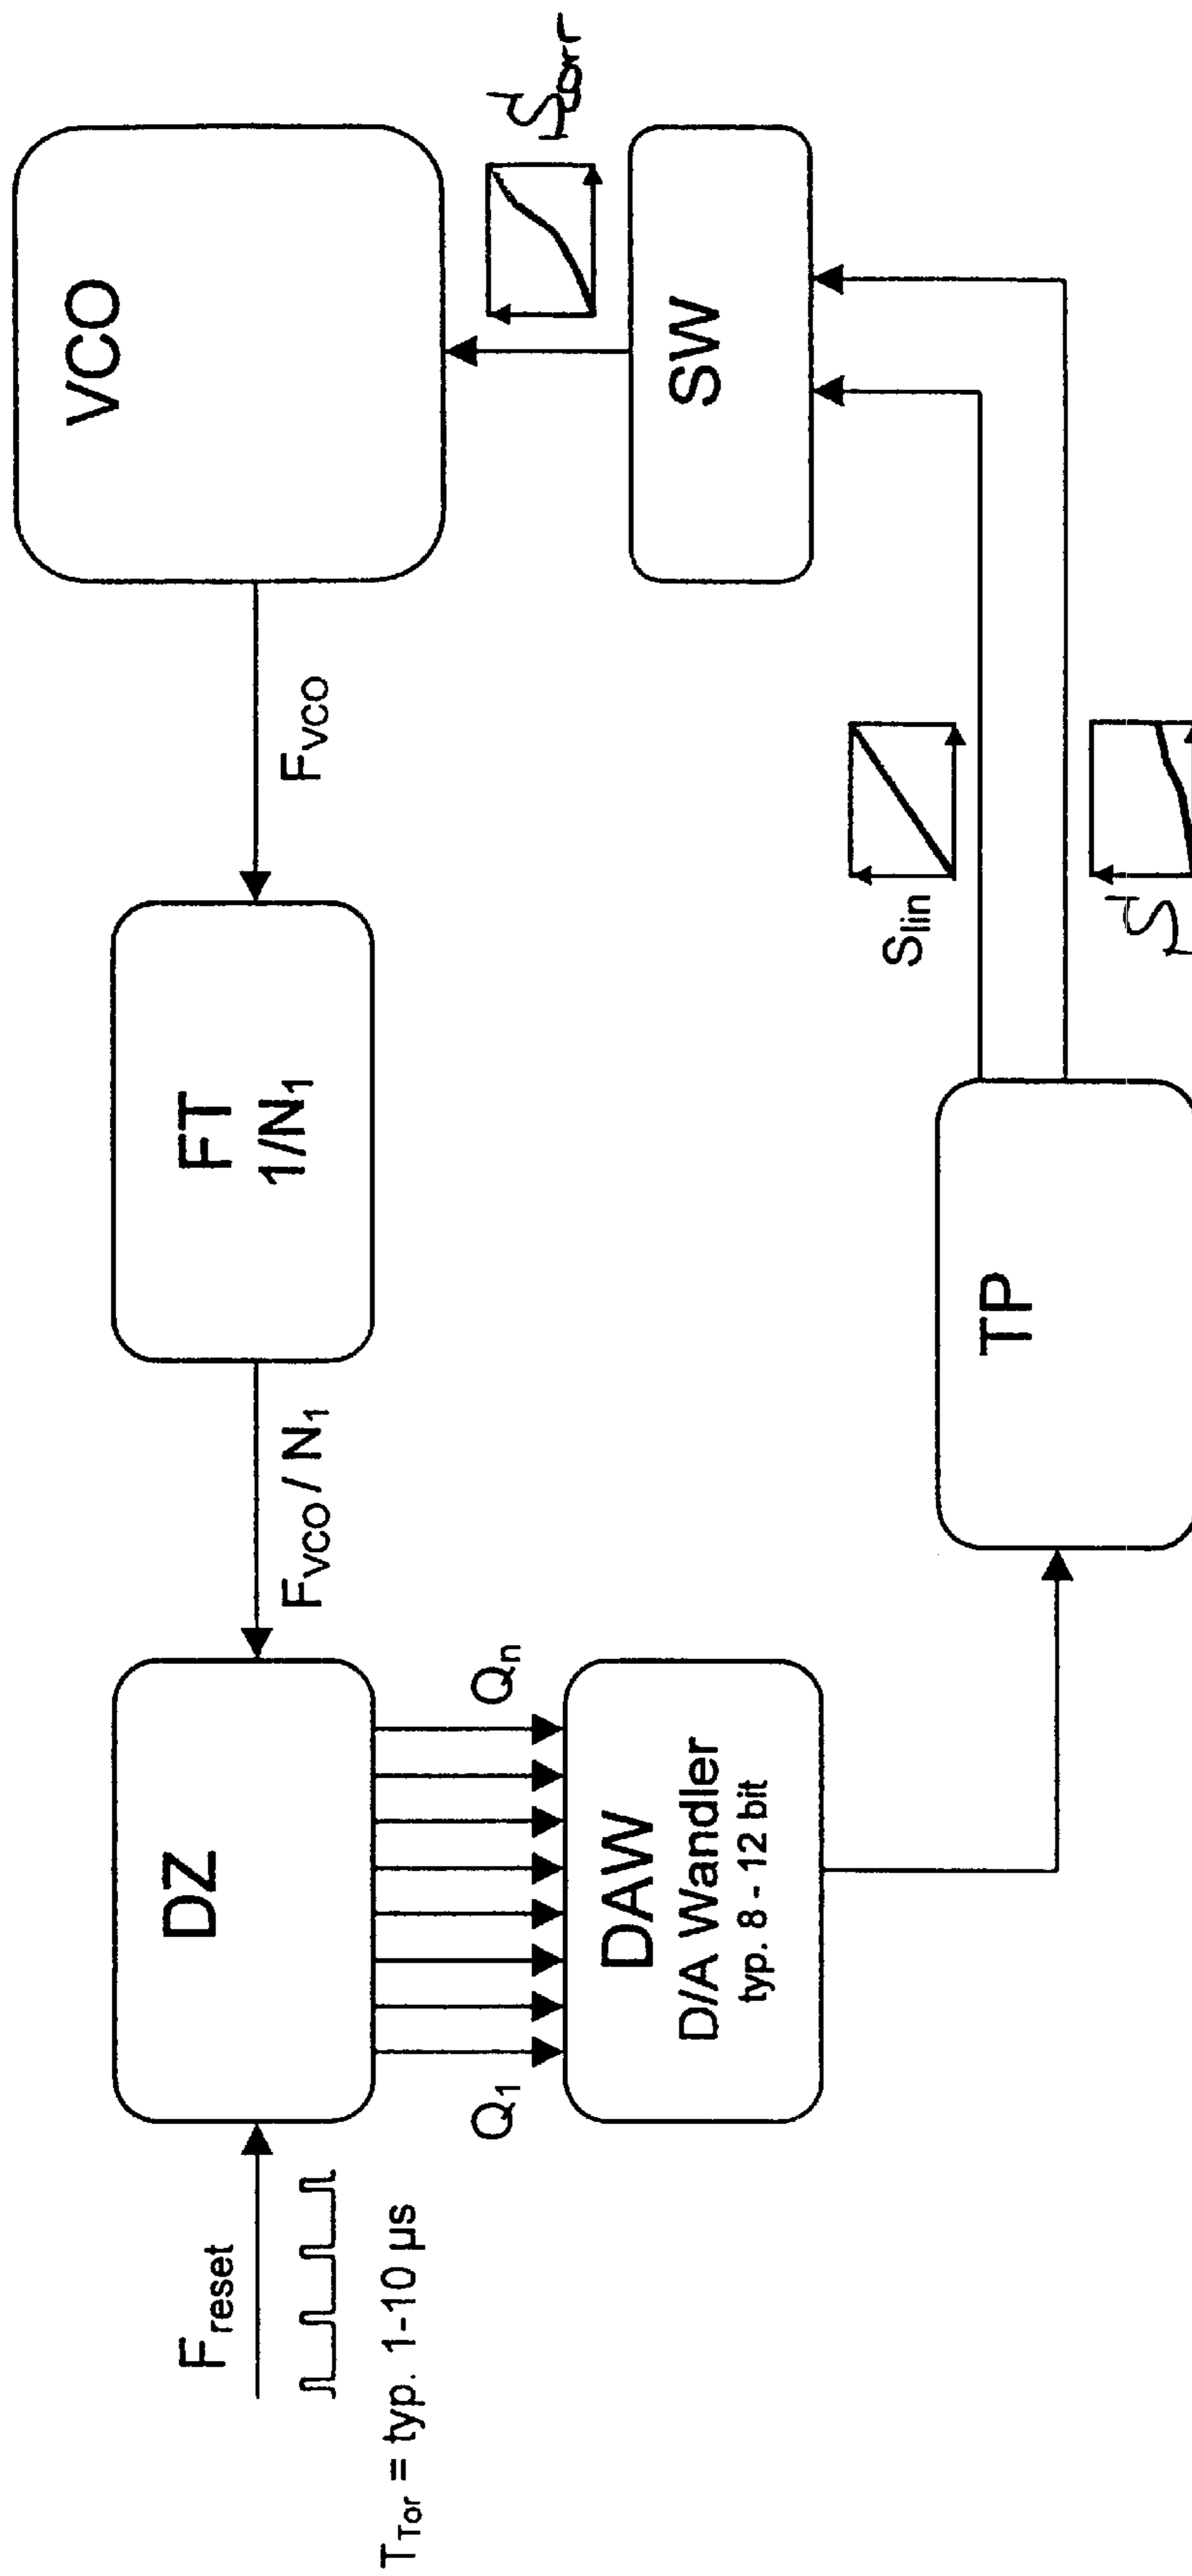 F_reset
T_Tor = typ. 1-10 µs
DZ
F_VCO / N_1
FT
1/N_1
F_VCO
VCO
Q_1
Q_n
DAW
D/A Wandler
typ. 8 - 12 bit
TP
S_lin
S
SW
S_korr